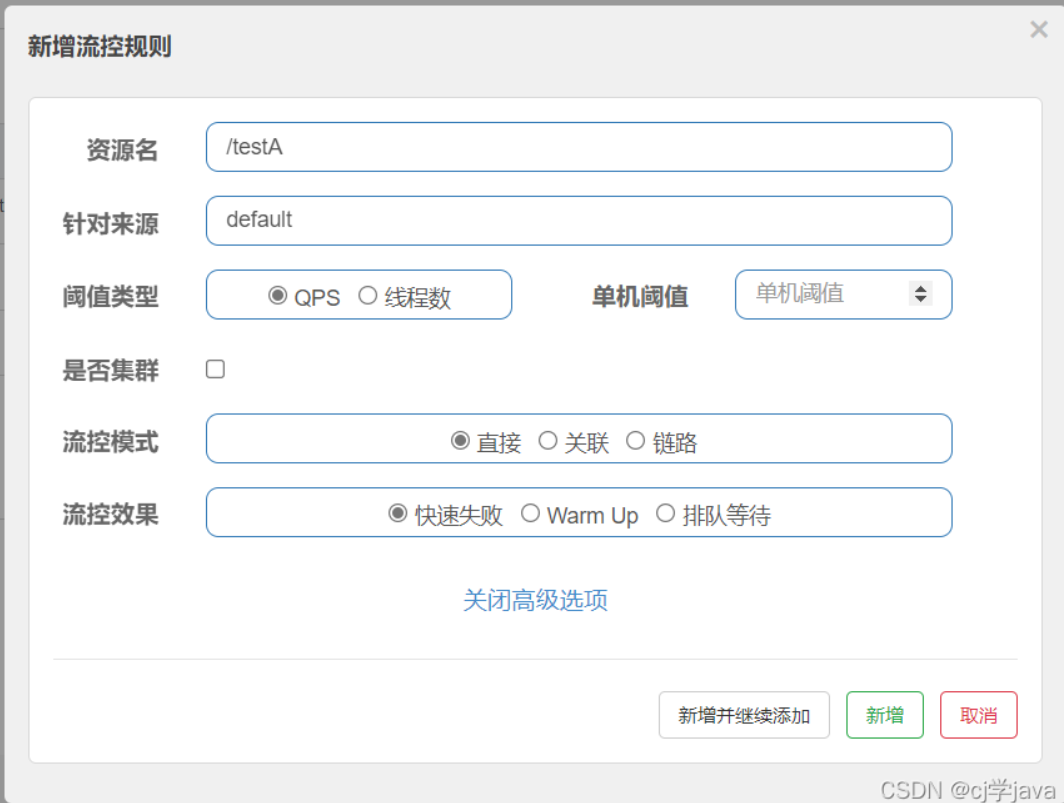 新增流控规则
×
资源名 /testA
针对来源 default
阈值类型 QPS 线程数 单机阈值 单机阈值
是否集群
流控模式 直接 关联 链路
流控效果 快速失败 Warm Up 排队等待
关闭高级选项
新增并继续添加 新增 取消
CSDN @cj学java